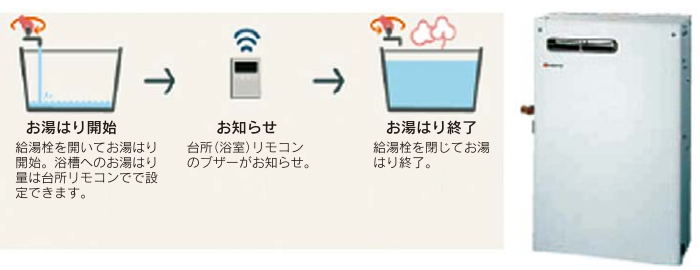 お湯はり開始
給湯栓を開いてお湯はり
開始。浴槽へのお湯はり
量は台所リモコンでで設
定できます。
お知らせ
台所（浴室）リモコン
のブザーがお知らせ。
お湯はり終了
給湯栓を閉じてお湯
はり終了。